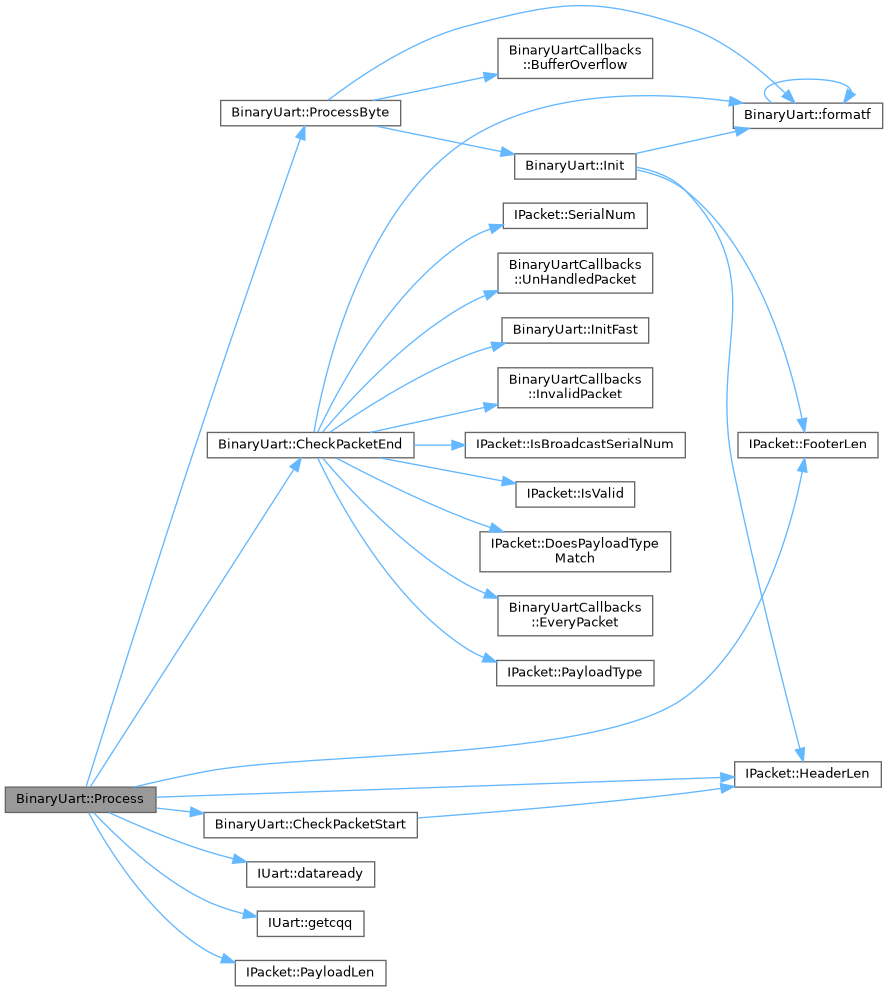 BinaryUartCallbacks
::BufferOverflow
BinaryUart::ProcessByte
BinaryUart::formatf
BinaryUart::Init
IPacket::SerialNum
BinaryUartCallbacks
::UnHandledPacket
BinaryUart::InitFast
BinaryUartCallbacks
::InvalidPacket
BinaryUart::CheckPacketEnd
IPacket::IsBroadcastSerialNum
IPacket::FooterLen
IPacket::IsValid
IPacket::DoesPayloadType
Match
BinaryUartCallbacks
::EveryPacket
IPacket::PayloadType
IPacket::HeaderLen
BinaryUart::Process
BinaryUart::CheckPacketStart
IUart::dataready
IUart::getcqq
IPacket::PayloadLen